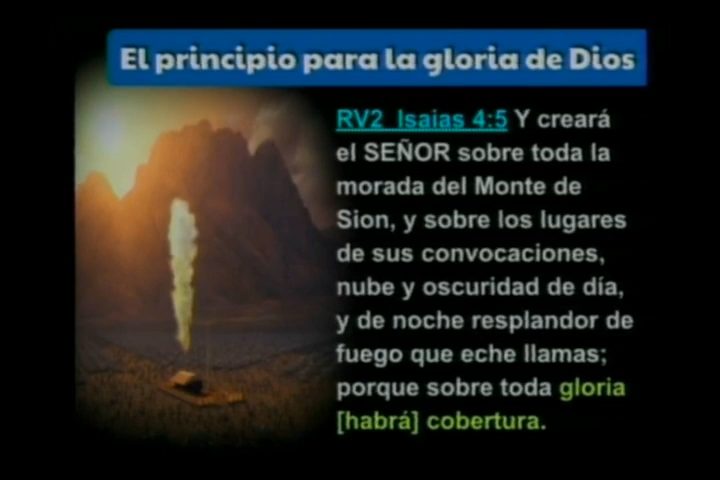 El principio para la gloria de Dios
RV2 Isaias 4:5 Y creará
el SEÑOR sobre toda la
morada del Monte de
Sion, y sobre los lugares
de sus convocaciones,
nube y oscuridad de día,
y de noche resplandor de
fuego que eche llamas;
porque sobre toda gloria
[habrá] cobertura.